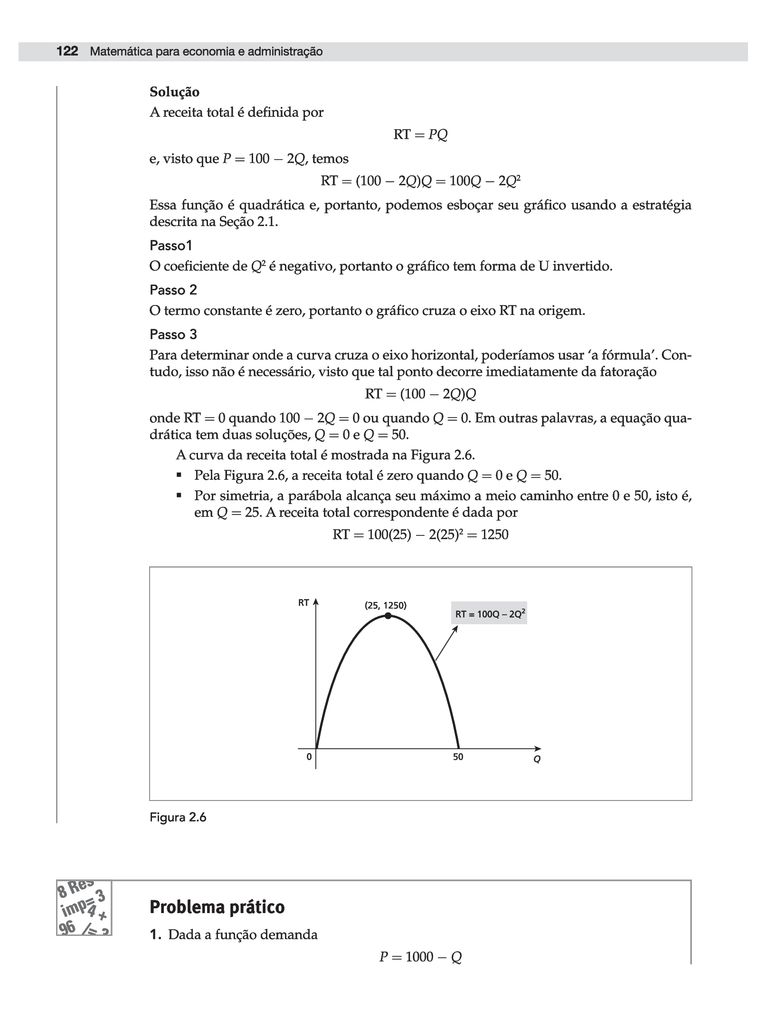 122 Matemática para economia e administração
Solução
A receita total é definida por
RT = PQ
e, visto que P = 100 − 2Q, temos
RT = (100 − 2Q)Q = 100Q − 2Q²
Essa função é quadrática e, portanto, podemos esboçar seu gráfico usando a estratégia
descrita na Seção 2.1.
Passo1
O coeficiente de Q² é negativo, portanto o gráfico tem forma de U invertido.
Passo 2
O termo constante é zero, portanto o gráfico cruza o eixo RT na origem.
Passo 3
Para determinar onde a curva cruza o eixo horizontal, poderíamos usar ‘a fórmula’. Con-
tudo, isso não é necessário, visto que tal ponto decorre imediatamente da fatoração
RT = (100 − 2Q)Q
onde RT = 0 quando 100 − 2Q = 0 ou quando Q = 0. Em outras palavras, a equação qua-
drática tem duas soluções, Q = 0 e Q = 50.
A curva da receita total é mostrada na Figura 2.6.
▪ Pela Figura 2.6, a receita total é zero quando Q = 0 e Q = 50.
▪ Por simetria, a parábola alcança seu máximo a meio caminho entre 0 e 50, isto é,
em Q = 25. A receita total correspondente é dada por
RT = 100(25) − 2(25)² = 1250
RT
(25, 1250)
RT = 100Q – 2Q²
0
50
Q
Figura 2.6
8 Res
imp= 3
4 +
96 /= 3
Problema prático
1. Dada a função demanda
P = 1000 − Q